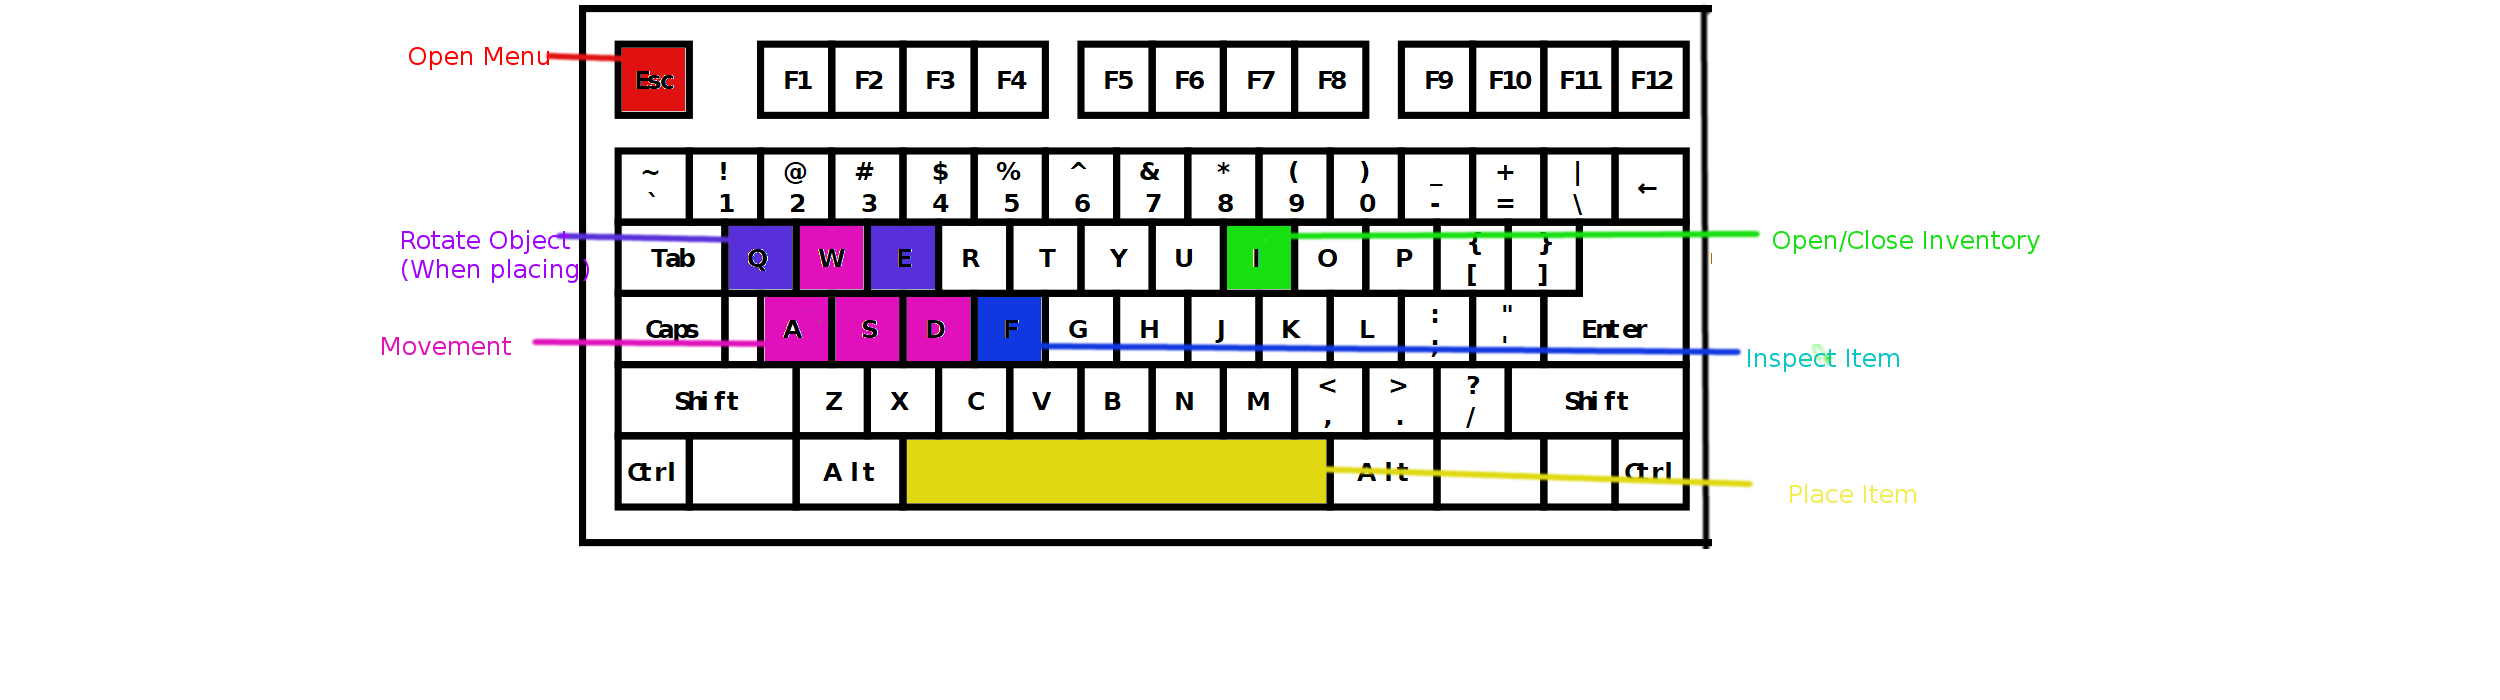 Open Menu
Esc F1 F2 F3 F4 F5 F6 F7 F8 F9 F10 F11 F12
~ ! @ # $ % ^ & * ( ) _ + |
` 1 2 3 4 5 6 7 8 9 0 - = \ ←
Rotate Object
(When placing)
Tab Q W E R T Y U I O P { }
[ ]
Open/Close Inventory
Movement
Caps A S D F G H J K L : "
; ' Enter
Inspect Item
Shift Z X C V B N M < > ?
, . / Shift
Ctrl Alt Alt Ctrl
Place Item